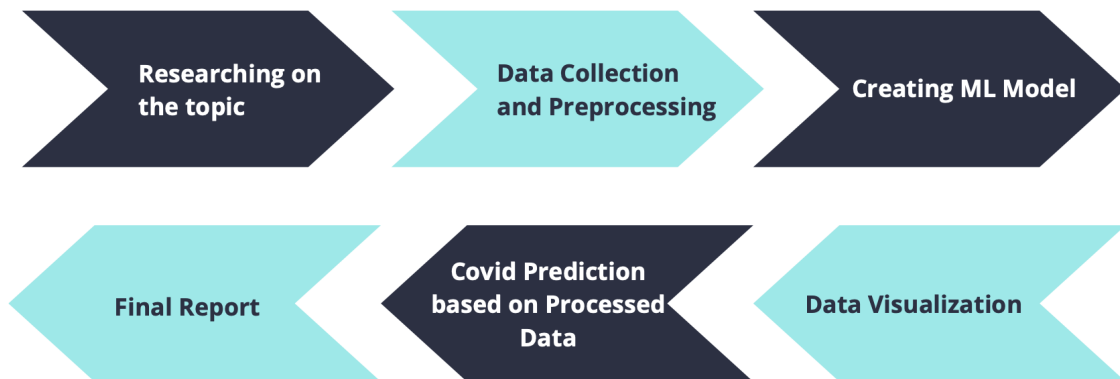 Researching on
the topic
Data Collection
and Preprocessing
Creating ML Model
Data Visualization
Covid Prediction
based on Processed
Data
Final Report